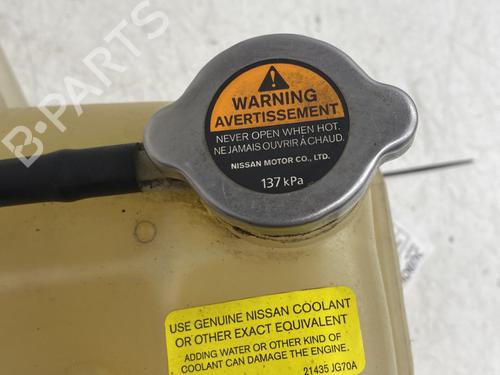 WARNING
AVERTISSEMENT
NEVER OPEN WHEN HOT.
NE JAMAIS OUVRIR À CHAUD.
NISSAN MOTOR CO., LTD.
137 kPa
USE GENUINE NISSAN COOLANT
OR OTHER EXACT EQUIVALENT
ADDING WATER OR OTHER KIND OF
COOLANT CAN DAMAGE THE ENGINE.
21435 JG70A